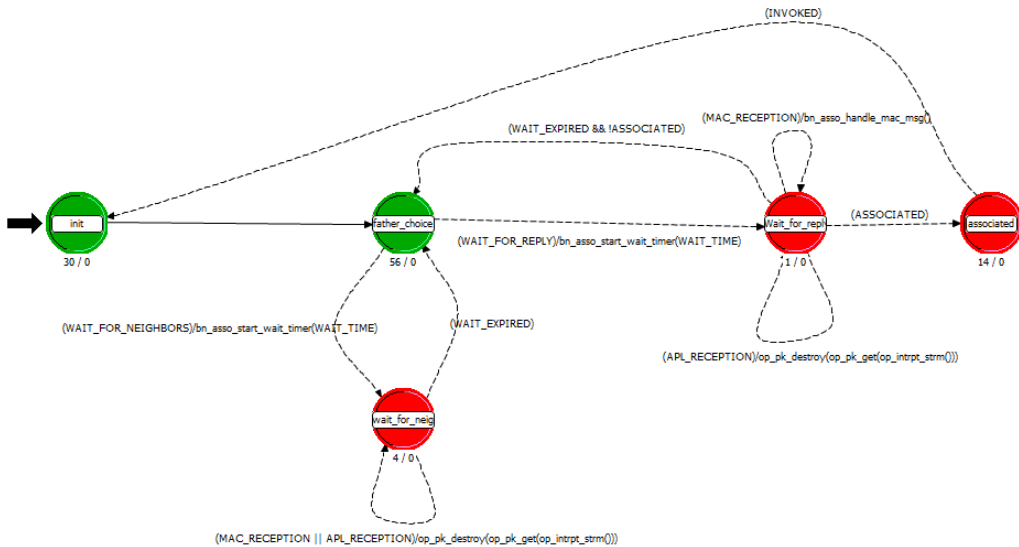 (INVOKED)
(MAC_RECEPTION)/bn_asso_handle_mac_msg()
(WAIT_EXPIRED && !ASSOCIATED)
init
father_choice
Wait_for_repl
(ASSOCIATED)
associated
(WAIT_FOR_REPLY)/bn_asso_start_wait_timer(WAIT_TIME)
30 / 0
56 / 0
1 / 0
14 / 0
(WAIT_FOR_NEIGHBORS)/bn_asso_start_wait_timer(WAIT_TIME)
(WAIT_EXPIRED)
(APL_RECEPTION)/op_pk_destroy(op_pk_get(op_intrpt_strm()))
wait_for_neig
4 / 0
(MAC_RECEPTION || APL_RECEPTION)/op_pk_destroy(op_pk_get(op_intrpt_strm()))